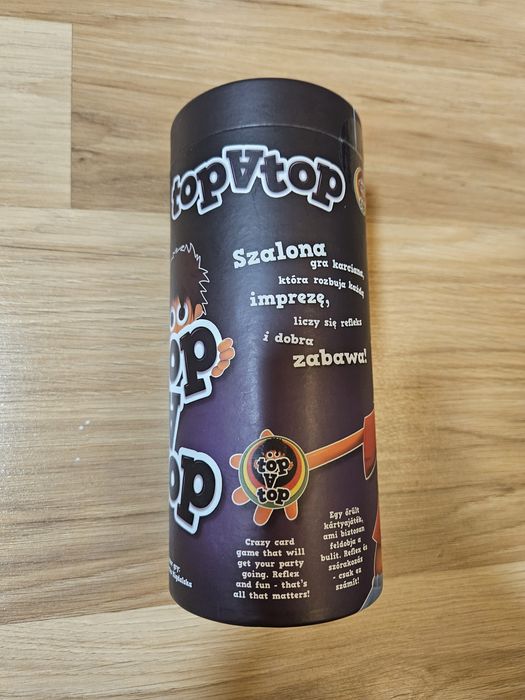 topAtop
Szalona
gra karciana,
która rozbuja każdą
imprezę,
liczy się refleks
i dobra
zabawa!
top
A
top
top
A
top
Crazy card
game that will
get your party
going. Reflex
and fun - that's
all that matters!
Egy őrült
kártyajáték,
ami biztosan
feldobja a
bulit. Reflex és
szórakozás
- csak ez
számít!